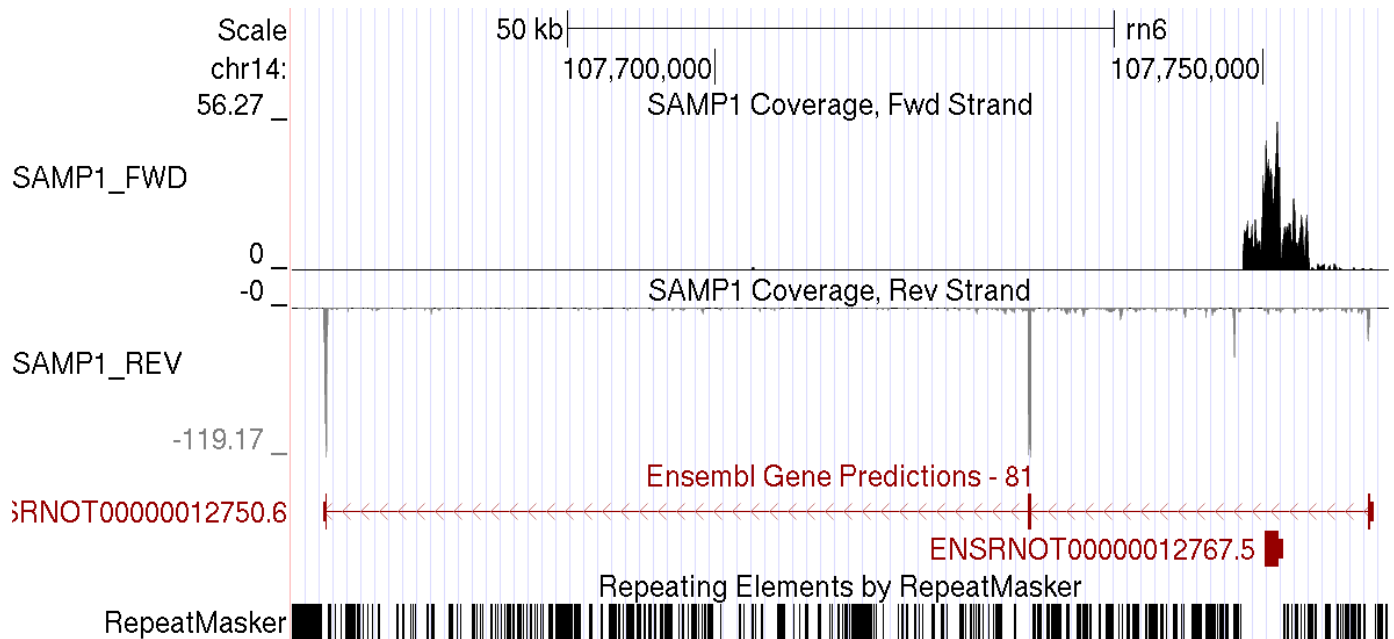 Scale 50 kb rn6
chr14: 107,700,000 107,750,000
56.27 _ SAMP1 Coverage, Fwd Strand
SAMP1_FWD
0 _
-0 _ SAMP1 Coverage, Rev Strand
SAMP1_REV
-119.17 _
Ensembl Gene Predictions - 81
SRNOT00000012750.6
ENSRNOT00000012767.5
Repeating Elements by RepeatMasker
RepeatMasker